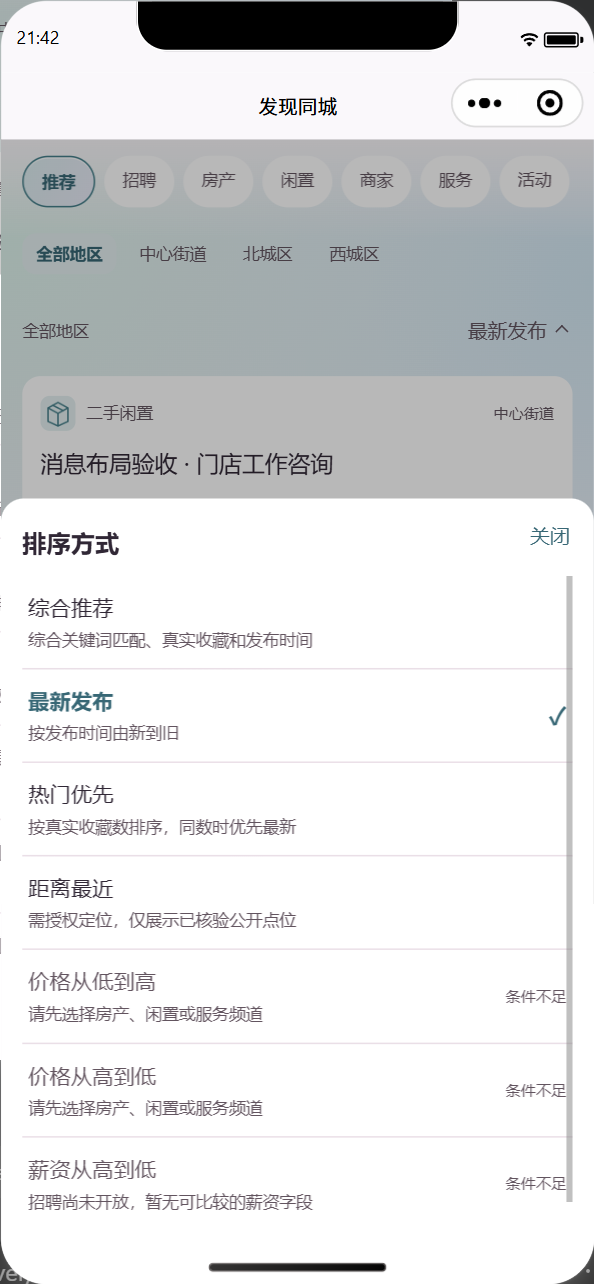 21:42
发现同城
推荐 招聘 房产 闲置 商家 服务 活动
全部地区 中心街道 北城区 西城区
全部地区 最新发布
二手闲置 中心街道
消息布局验收 · 门店工作咨询
排序方式 关闭
综合推荐
综合关键词匹配、真实收藏和发布时间
最新发布
按发布时间由新到旧
热门优先
按真实收藏数排序，同数时优先最新
距离最近
需授权定位，仅展示已核验公开点位
价格从低到高
请先选择房产、闲置或服务频道
条件不足
价格从高到低
请先选择房产、闲置或服务频道
条件不足
薪资从高到低
招聘尚未开放，暂无可比较的薪资字段
条件不足